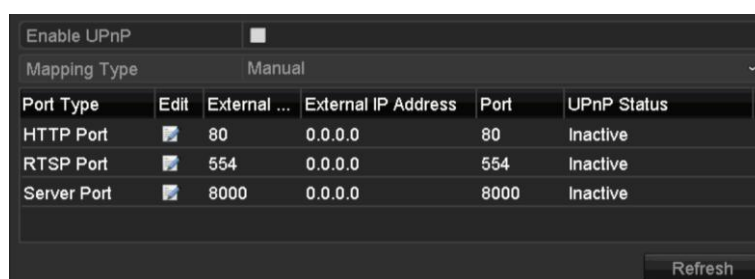 Enable UPnP
Mapping Type Manual
Port Type Edit External ... External IP Address Port UPnP Status
HTTP Port 80 0.0.0.0 80 Inactive
RTSP Port 554 0.0.0.0 554 Inactive
Server Port 8000 0.0.0.0 8000 Inactive
Refresh